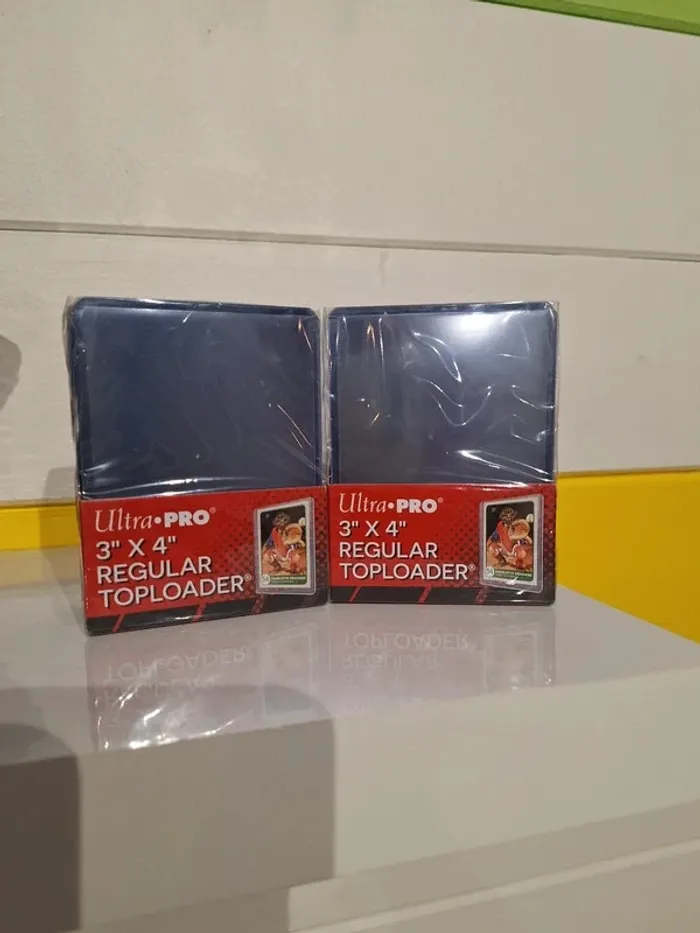 Ultra•PRO®
3" X 4"
REGULAR
TOPLOADER®
Ultra•PRO®
3" X 4"
REGULAR
TOPLOADER®